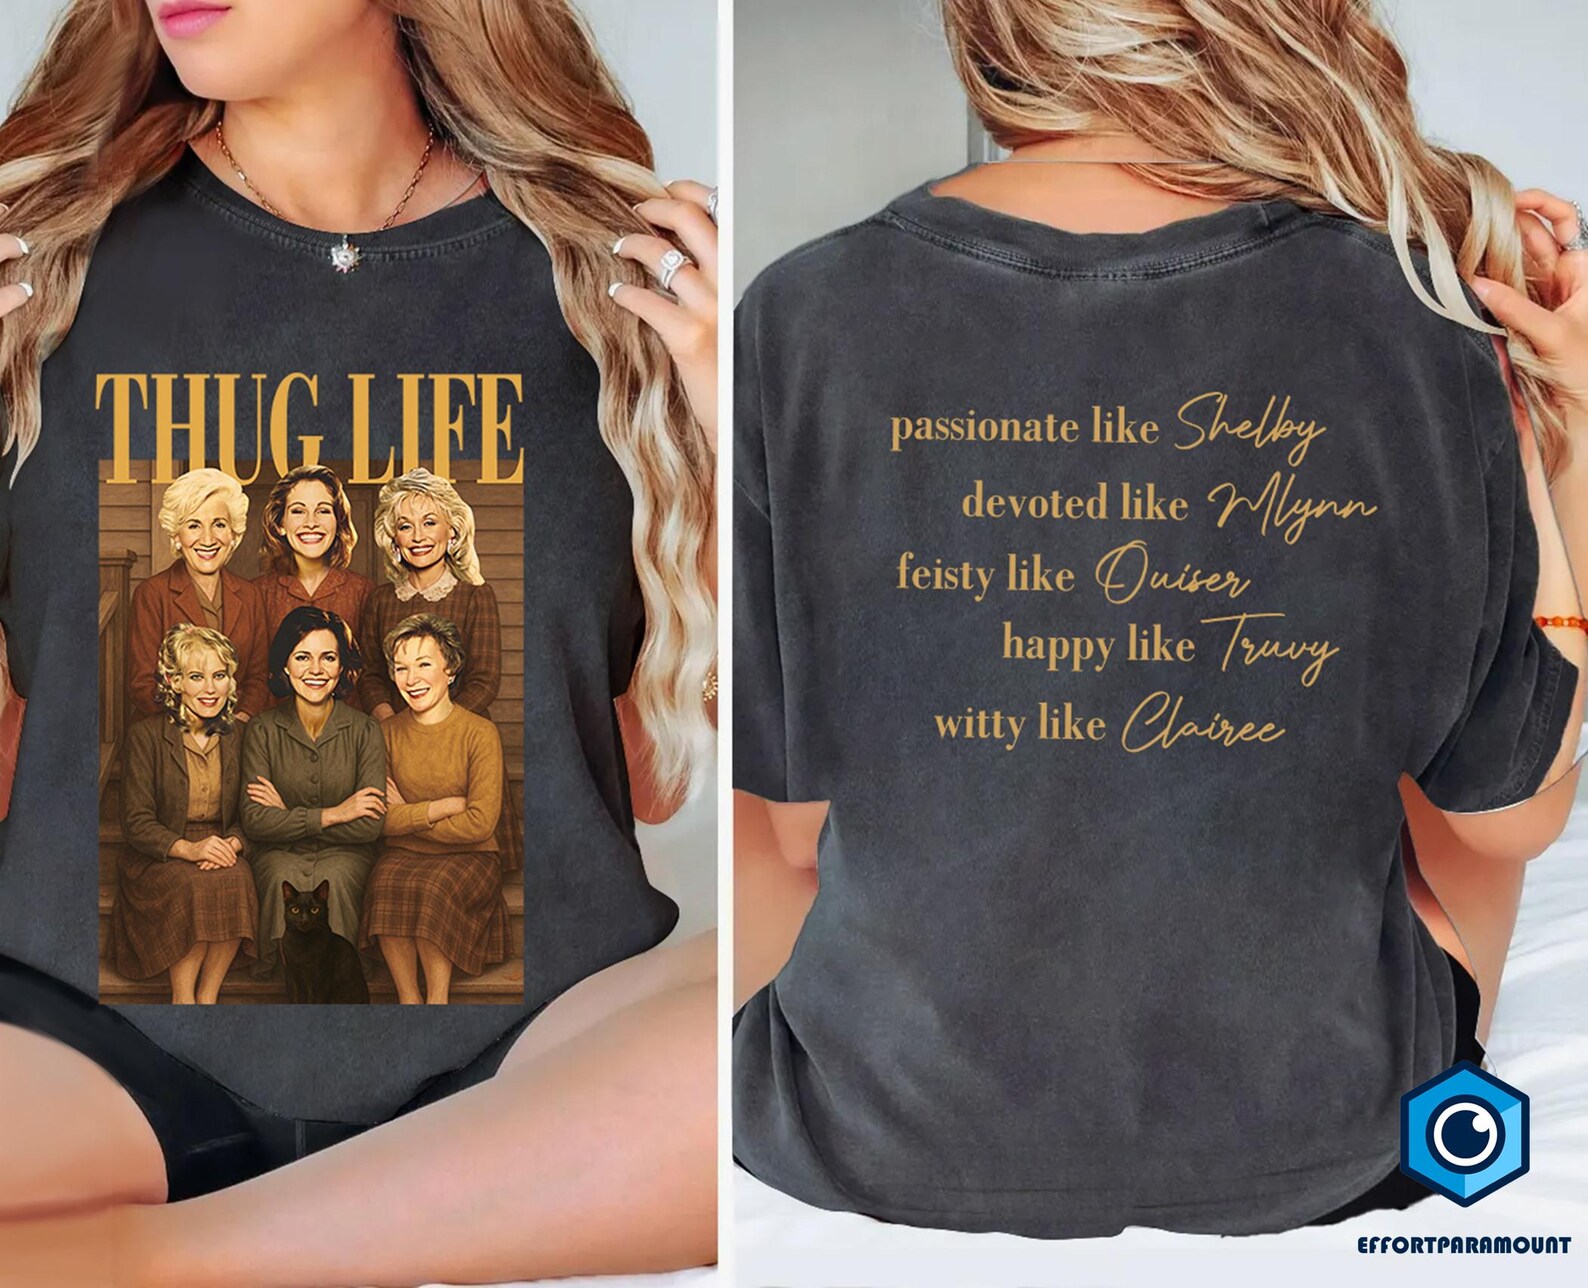 THUG LIFE
passionate like Shelby
devoted like Mlynn
feisty like Ouiser
happy like Truvy
witty like Clairee
EFFORTPARAMOUNT